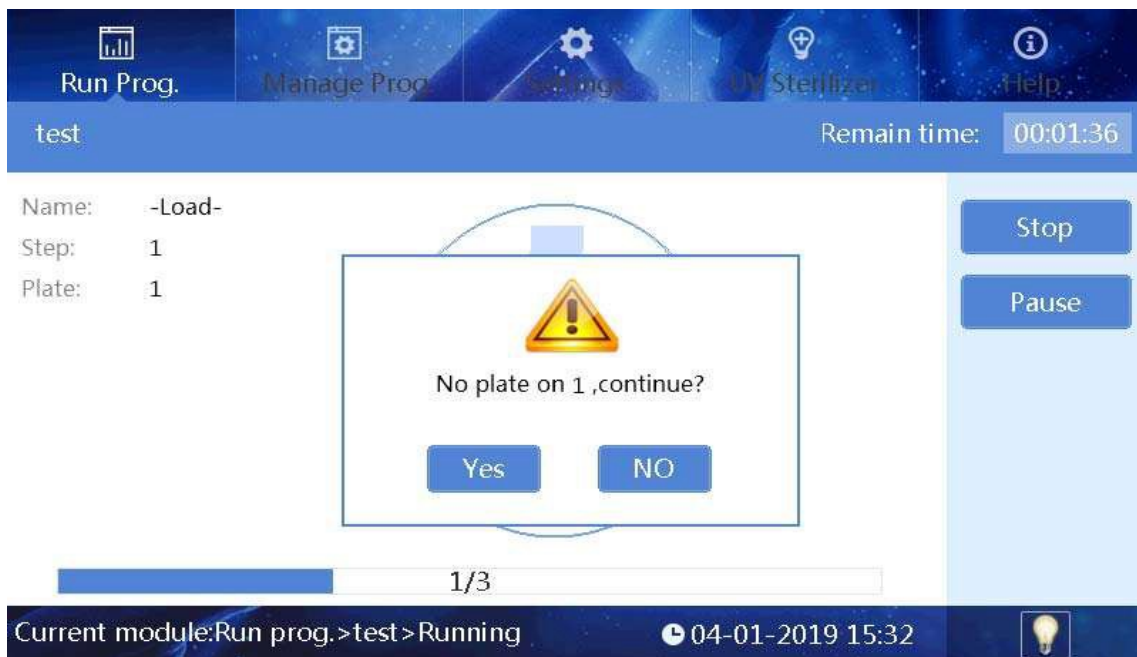 Run Prog.
Manage Prog.
Settings
UV Sterilizer
Help
test
Remain time: 00:01:36
Name: -Load-
Step: 1
Plate: 1
Stop
Pause
No plate on 1 ,continue?
Yes
NO
1/3
Current module:Run prog.>test>Running
04-01-2019 15:32